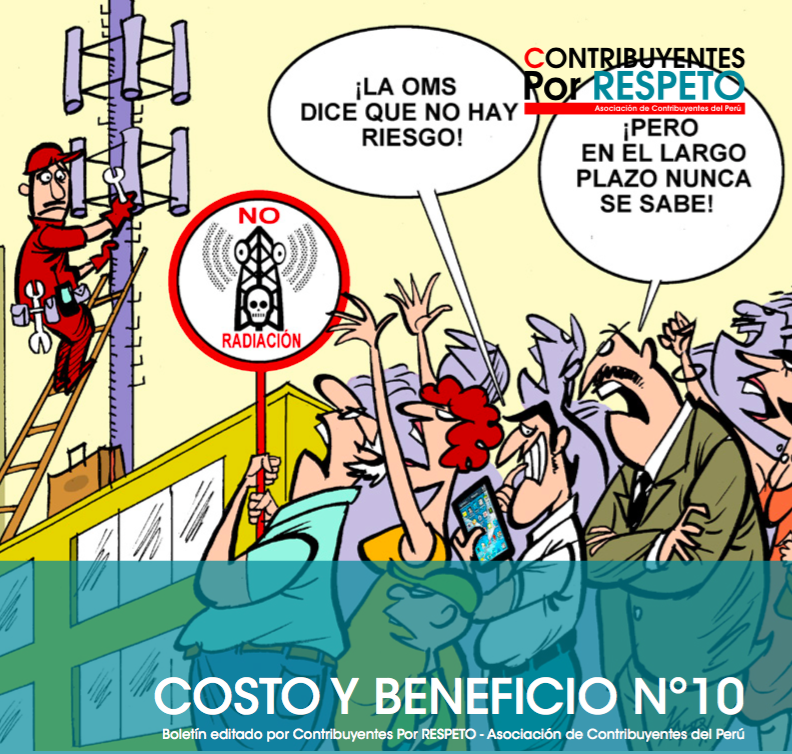 CONTRIBUYENTES
Por RESPETO
Asociación de Contribuyentes del Perú
¡LA OMS
DICE QUE NO HAY
RIESGO!
¡PERO
EN EL LARGO
PLAZO NUNCA
SE SABE!
NO
RADIACIÓN
COSTO Y BENEFICIO N°10
Boletín editado por Contribuyentes Por RESPETO - Asociación de Contribuyentes del Perú